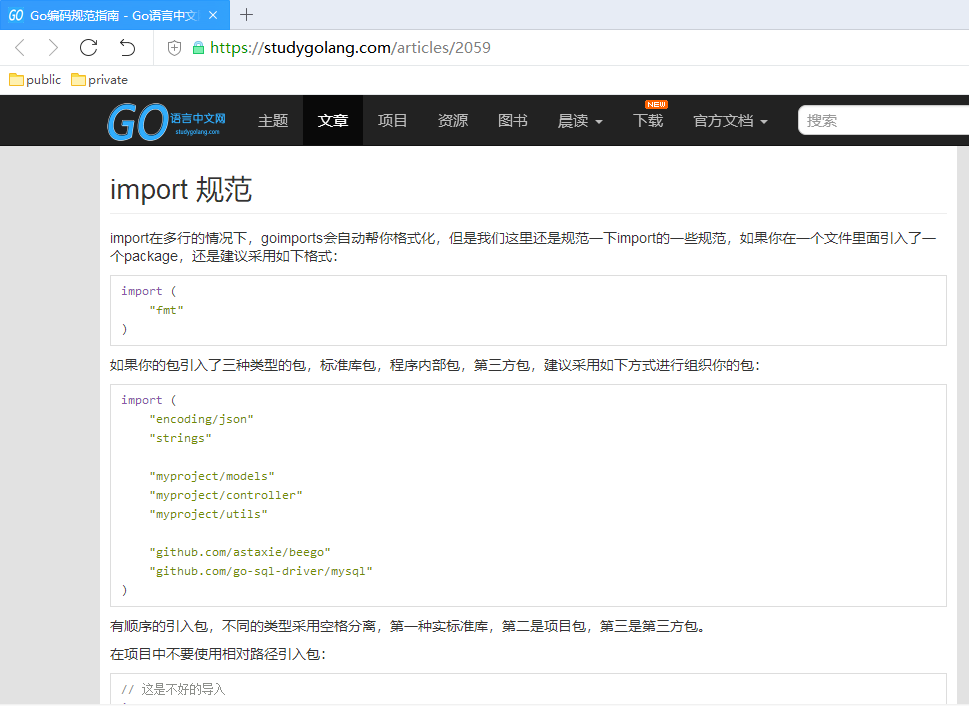 GO Go编码规范指南 - Go语言中文
https://studygolang.com/articles/2059
public private
GO 语言中文网 studygolang.com 主题 文章 项目 资源 图书 晨读 下载 NEW 官方文档 搜索
import 规范
import在多行的情况下，goimports会自动帮你格式化，但是我们这里还是规范一下import的一些规范，如果你在一个文件里面引入了一
个package，还是建议采用如下格式：
import (
"fmt"
)
如果你的包引入了三种类型的包，标准库包，程序内部包，第三方包，建议采用如下方式进行组织你的包：
import (
"encoding/json"
"strings"
"myproject/models"
"myproject/controller"
"myproject/utils"
"github.com/astaxie/beego"
"github.com/go-sql-driver/mysql"
)
有顺序的引入包，不同的类型采用空格分离，第一种实标准库，第二是项目包，第三是第三方包。
在项目中不要使用相对路径引入包：
// 这是不好的导入